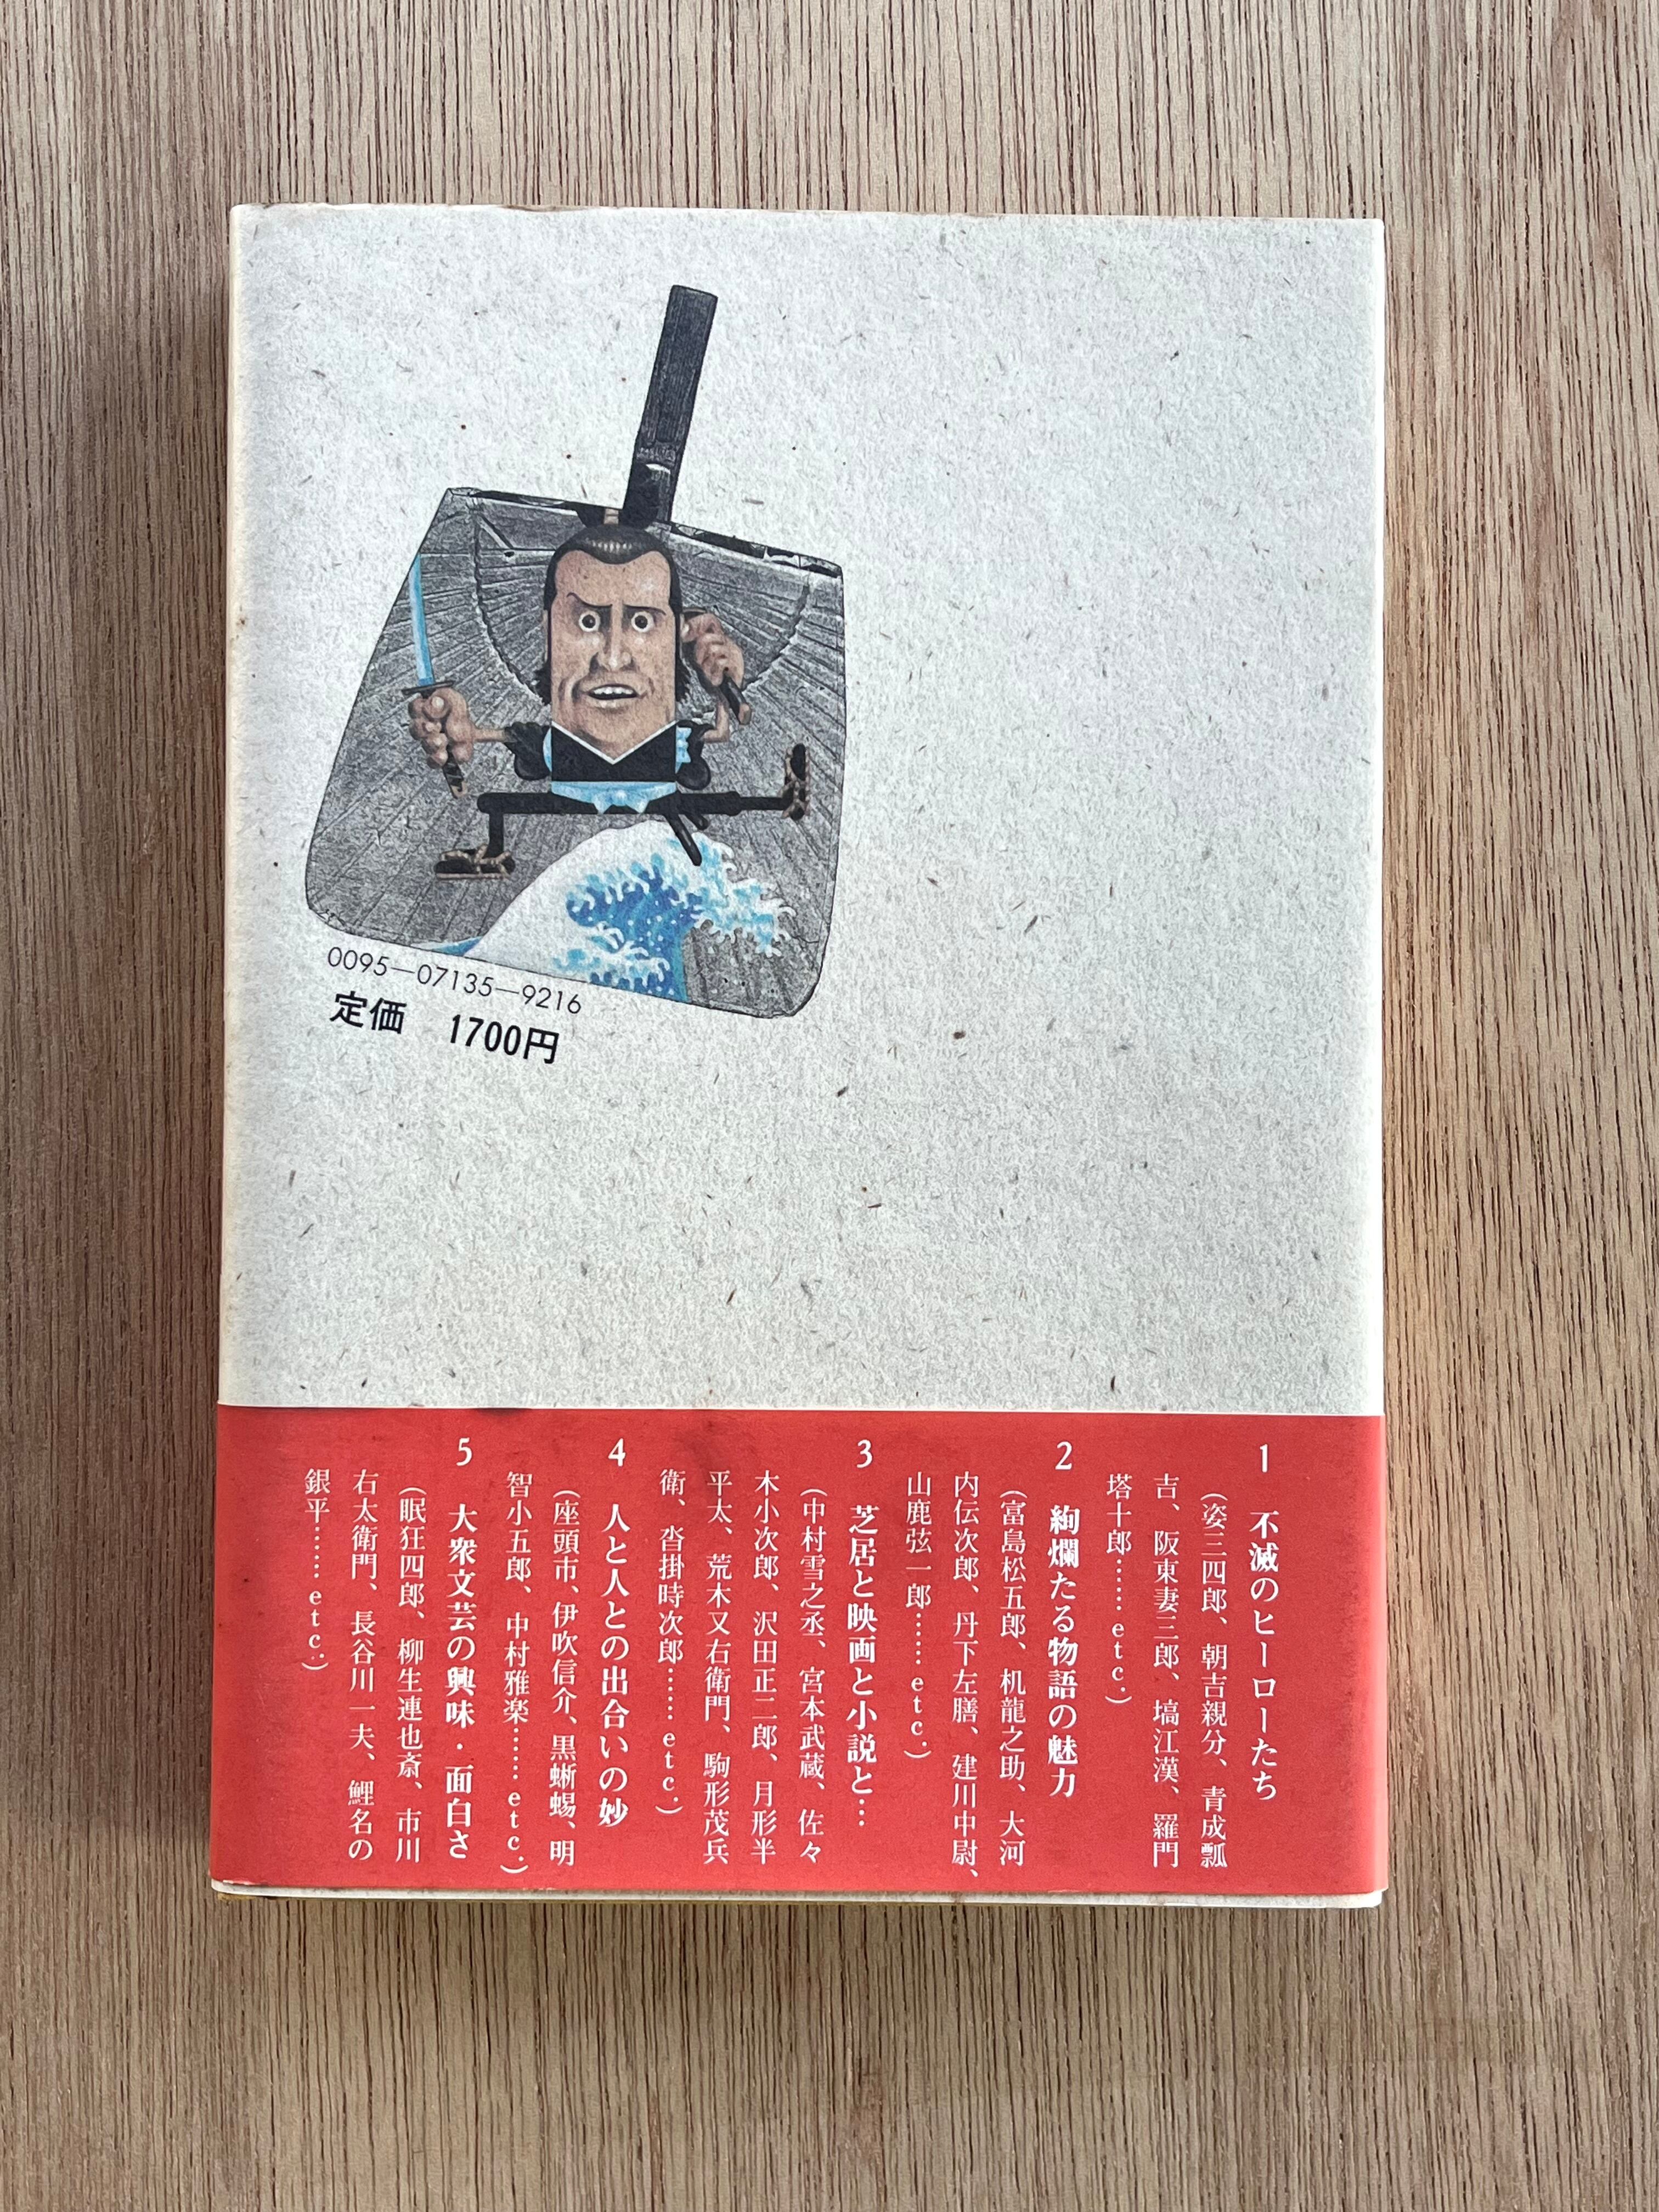 0095—07135—9216
定価 1700円
1 不滅のヒーローたち
(姿三四郎、朝吉親分、青成瓢
吉、阪東妻三郎、塙江漢、羅門
塔十郎……etc.)
2 絢爛たる物語の魅力
(富島松五郎、机龍之助、大河
内伝次郎、丹下左膳、建川中尉、
山鹿弦一郎……etc.)
3 芝居と映画と小説と…
(中村雪之丞、宮本武蔵、佐々
木小次郎、沢田正二郎、月形半
平太、荒木又右衛門、駒形茂兵
衛、沓掛時次郎……etc.)
4 人と人との出合いの妙
(座頭市、伊吹信介、黒蜥蜴、明
智小五郎、中村雅楽……etc.)
5 大衆文芸の興味・面白さ
(眠狂四郎、柳生連也斎、市川
右太衛門、長谷川一夫、鯉名の
銀平……etc.)